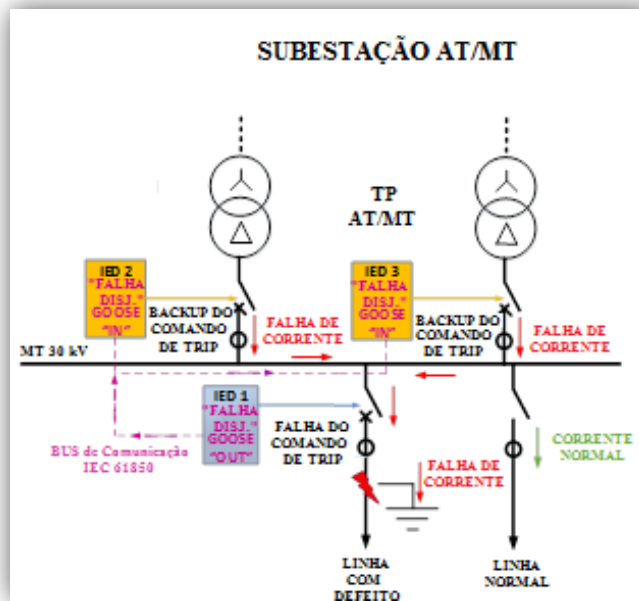 SUBESTAÇÃO AT/MT
TP
AT/MT
IED 2
"FALHA
DISJ."
GOOSE
"IN"
BACKUP DO
COMANDO
DE TRIP
FALHA DE
CORRENTE
IED 3
"FALHA
DISJ."
GOOSE
"IN"
BACKUP DO
COMANDO
DE TRIP
FALHA DE
CORRENTE
MT 30 kV
IED 1
"FALHA
DISJ."
GOOSE
"OUT"
FALHA DO
COMANDO
DE TRIP
BUS de Comunicação
IEC 61850
FALHA DE
CORRENTE
CORRENTE
NORMAL
LINHA
COM
DEFEITO
LINHA
NORMAL